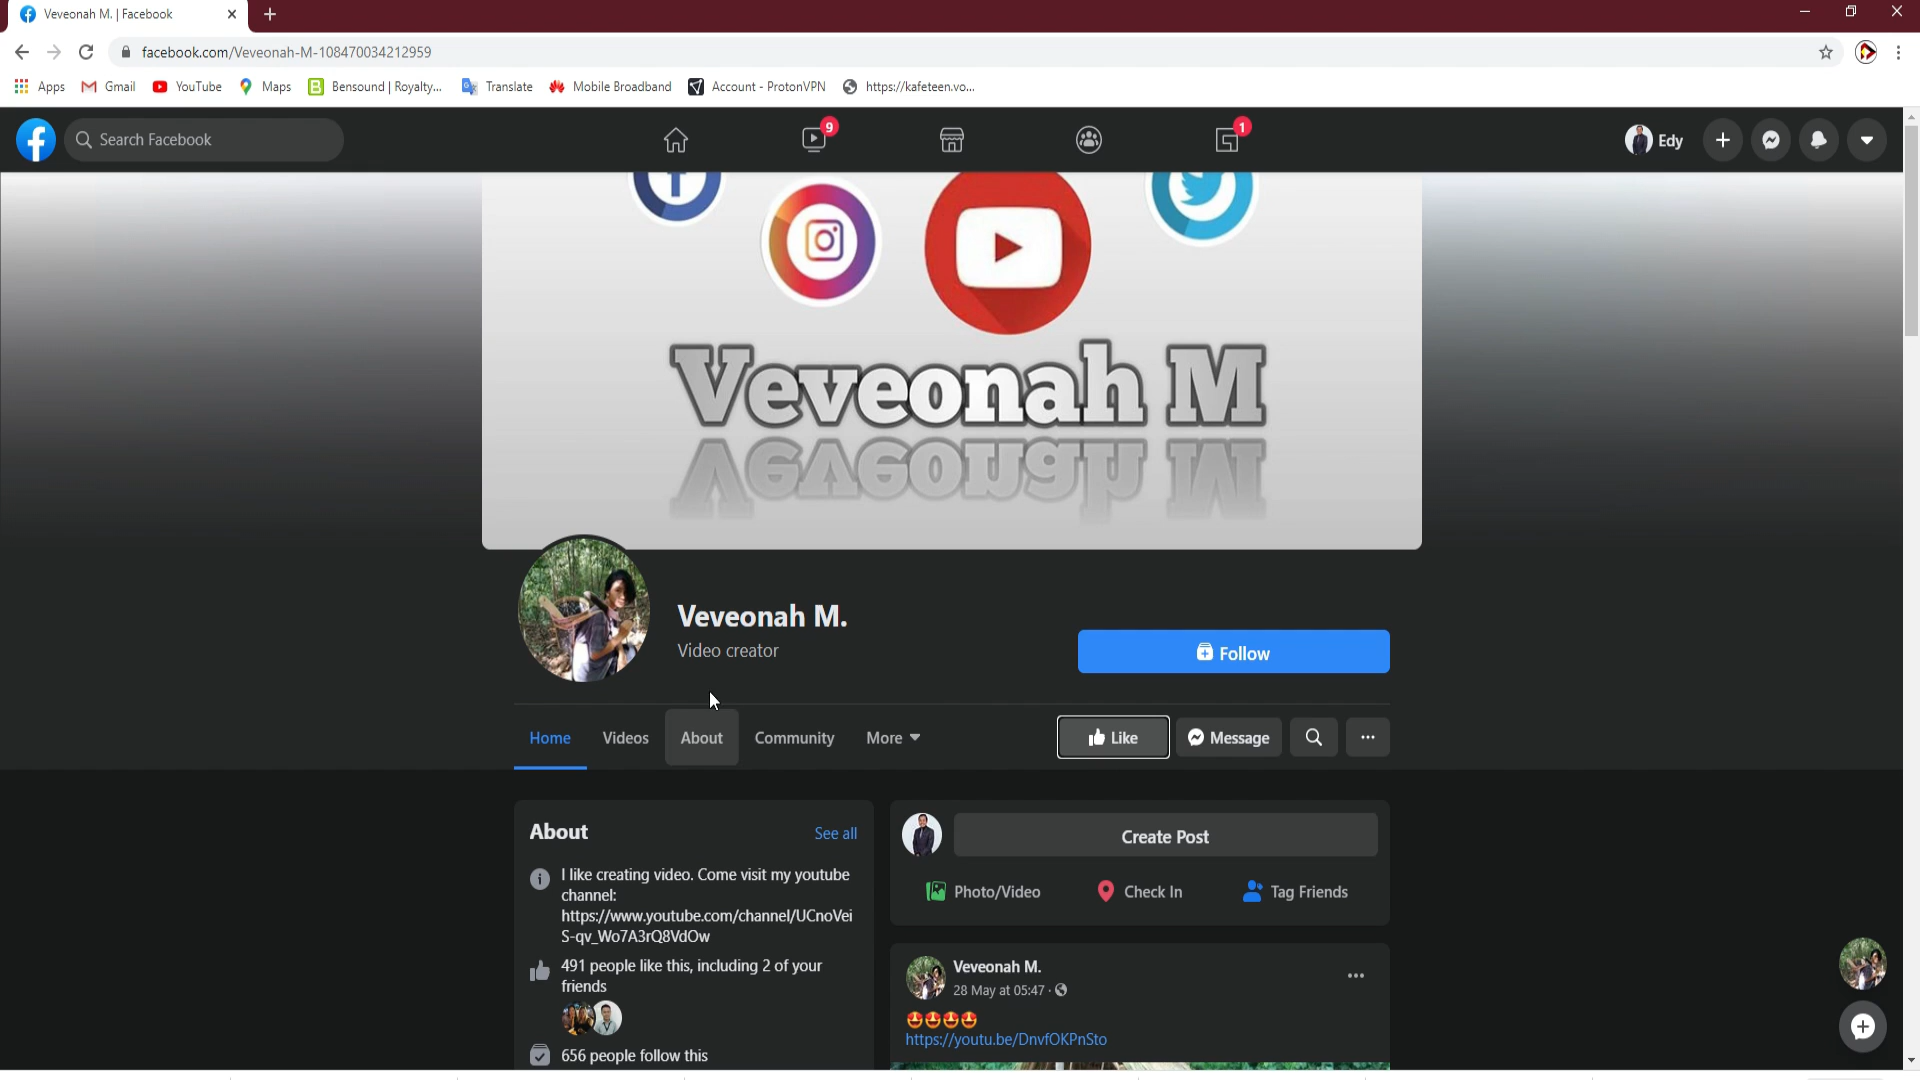 Veveonah M. | Facebook
facebook.com/Veveonah-M-108470034212959
Apps Gmail YouTube Maps Bensound | Royalty... Translate Mobile Broadband Account - ProtonVPN https://kafeteen.vo...
Search Facebook
9
1
Edy
Veveonah M
Veveonah M.
Video creator
Follow
Home Videos About Community More
Like Message
About
See all
I like creating video. Come visit my youtube
channel:
https://www.youtube.com/channel/UCnoVei
S-qv_Wo7A3rQ8VdOw
491 people like this, including 2 of your
friends
656 people follow this
Create Post
Photo/Video Check In Tag Friends
Veveonah M.
28 May at 05:47 ·
https://youtu.be/DnvfOKPnSto